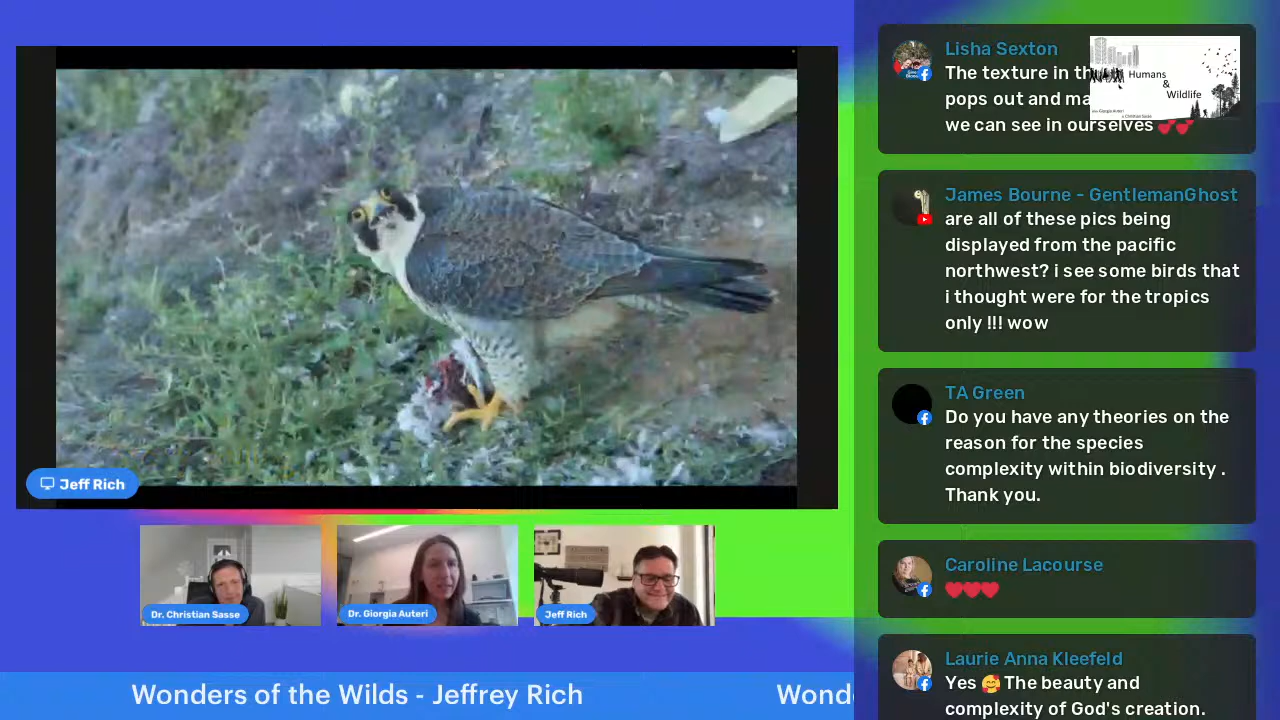 Jeff Rich
Dr. Christian Sasse
Dr. Giorgia Auteri
Jeff Rich
Wonders of the Wilds - Jeffrey Rich
Wond
Lisha Sexton
The texture in th
pops out and ma
we can see in ourselves 💕💕
Humans
&
Wildlife
James Bourne - GentlemanGhost
are all of these pics being
displayed from the pacific
northwest? i see some birds that
i thought were for the tropics
only !!! wow
TA Green
Do you have any theories on the
reason for the species
complexity within biodiversity .
Thank you.
Caroline Lacourse
❤️❤️❤️
Laurie Anna Kleefeld
Yes 🥰 The beauty and
complexity of God's creation.